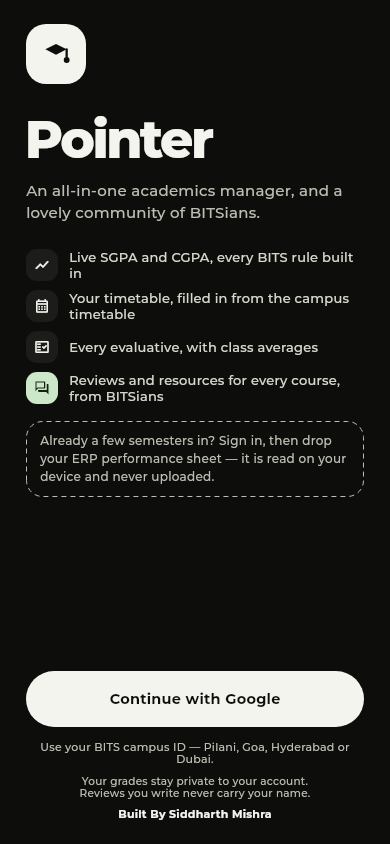 Pointer
An all-in-one academics manager, and a
lovely community of BITSians.
Live SGPA and CGPA, every BITS rule built
in
Your timetable, filled in from the campus
timetable
Every evaluative, with class averages
Reviews and resources for every course,
from BITSians
Already a few semesters in? Sign in, then drop
your ERP performance sheet — it is read on your
device and never uploaded.
Continue with Google
Use your BITS campus ID — Pilani, Goa, Hyderabad or
Dubai.
Your grades stay private to your account.
Reviews you write never carry your name.
Built By Siddharth Mishra